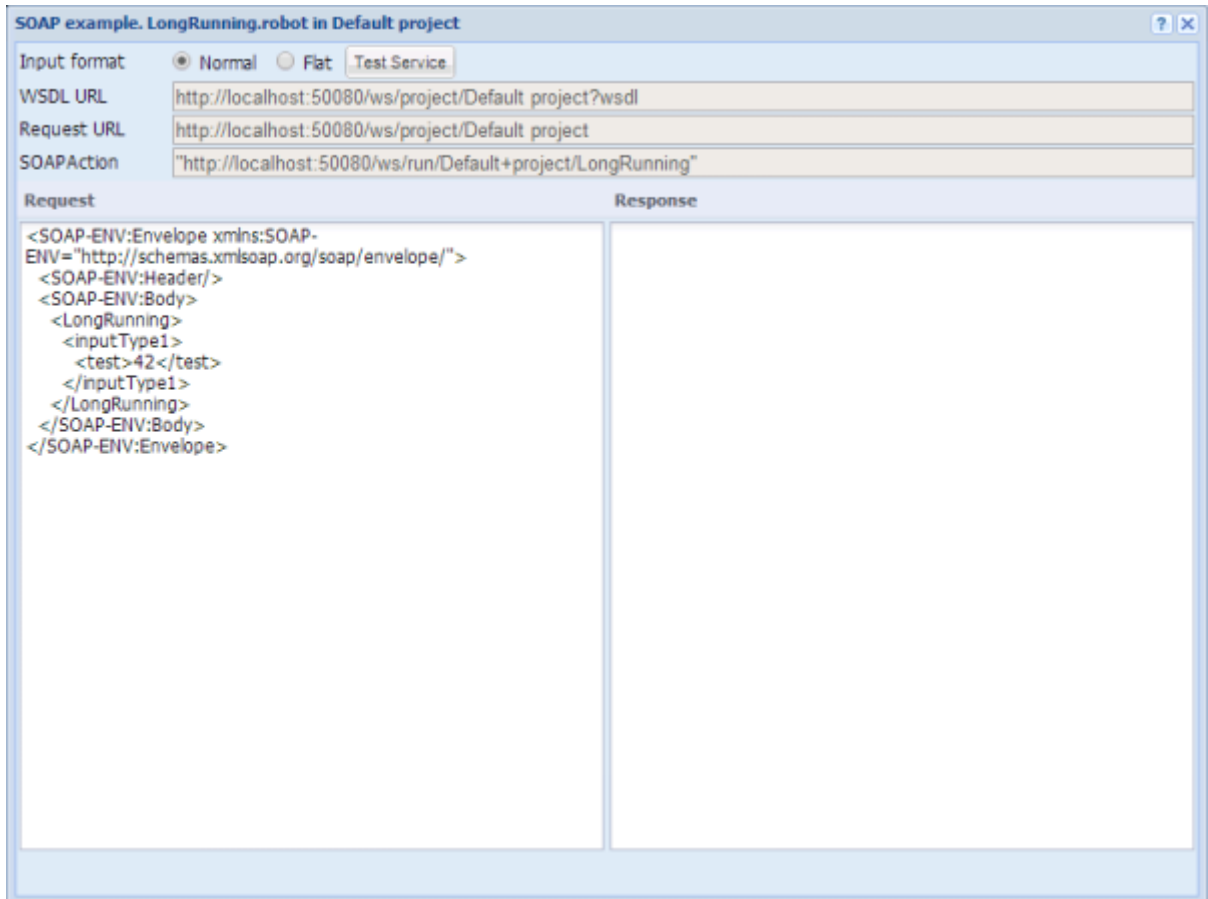 SOAP example. LongRunning.robot in Default project
Input format Normal Flat Test Service
WSDL URL http://localhost:50080/ws/project/Default project?wsdl
Request URL http://localhost:50080/ws/project/Default project
SOAPAction "http://localhost:50080/ws/run/Default+project/LongRunning"
Request Response
<SOAP-ENV:Envelope xmlns:SOAP-
ENV="http://schemas.xmlsoap.org/soap/envelope/">
<SOAP-ENV:Header/>
<SOAP-ENV:Body>
<LongRunning>
<inputType1>
<test>42</test>
</inputType1>
</LongRunning>
</SOAP-ENV:Body>
</SOAP-ENV:Envelope>